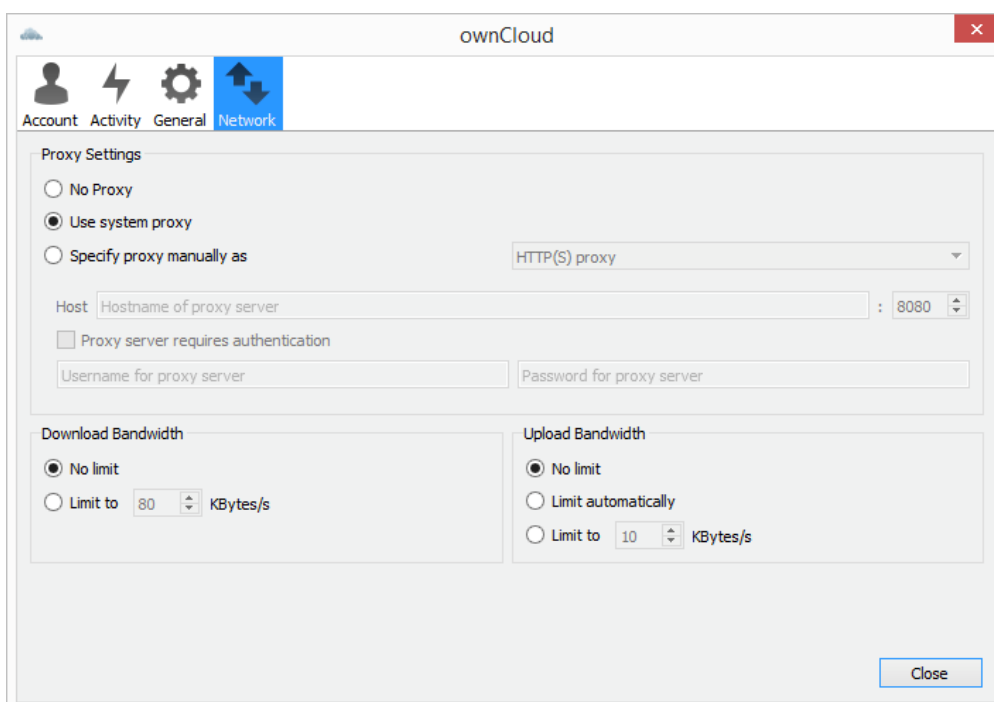 ownCloud
Account Activity General Network
Proxy Settings
No Proxy
Use system proxy
Specify proxy manually as HTTP(S) proxy
Host Hostname of proxy server : 8080
Proxy server requires authentication
Username for proxy server Password for proxy server
Download Bandwidth Upload Bandwidth
No limit No limit
Limit to 80 KBytes/s Limit automatically
Limit to 10 KBytes/s
Close